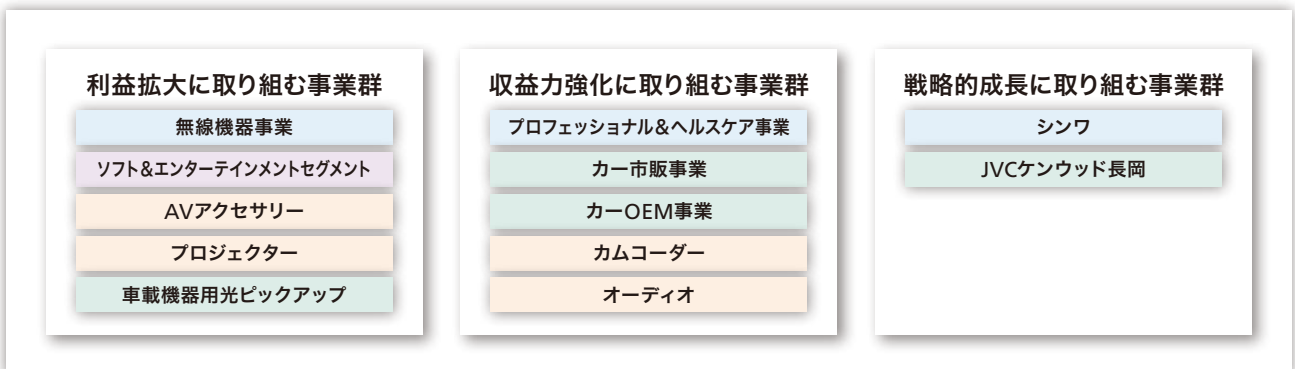 利益拡大に取り組む事業群
無線機器事業
ソフト&エンターテインメントセグメント
AVアクセサリー
プロジェクター
車載機器用光ピックアップ
収益力強化に取り組む事業群
プロフェッショナル&ヘルスケア事業
カー市販事業
カーOEM事業
カムコーダー
オーディオ
戦略的成長に取り組む事業群
シンワ
JVCケンウッド長岡